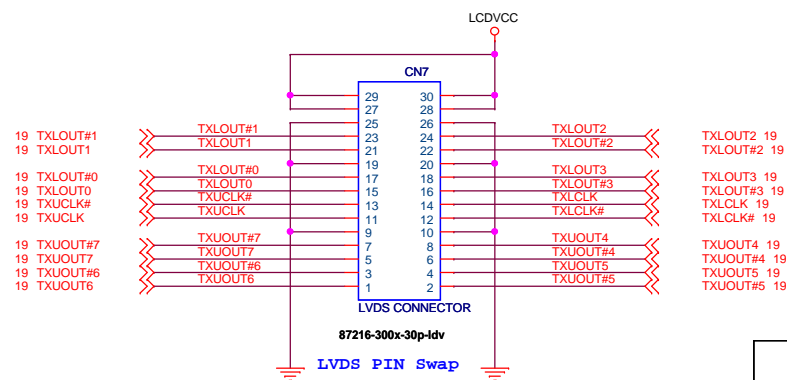 LCDVCC
CN7
29 30
27 28
25 26
19 TXLOUT#1 TXLOUT#1 23 24 TXLOUT2 TXLOUT2 19
19 TXLOUT1 TXLOUT1 21 22 TXLOUT#2 TXLOUT#2 19
19 20
19 TXLOUT#0 TXLOUT#0 17 18 TXLOUT3 TXLOUT3 19
19 TXLOUT0 TXLOUT0 15 16 TXLOUT#3 TXLOUT#3 19
19 TXUCLK# TXUCLK# 13 14 TXLCLK TXLCLK 19
19 TXUCLK TXUCLK 11 12 TXLCLK# TXLCLK# 19
9 10
19 TXUOUT#7 TXUOUT#7 7 8 TXUOUT4 TXUOUT4 19
19 TXUOUT7 TXUOUT7 5 6 TXUOUT#4 TXUOUT#4 19
19 TXUOUT#6 TXUOUT#6 3 4 TXUOUT5 TXUOUT5 19
19 TXUOUT6 TXUOUT6 1 2 TXUOUT#5 TXUOUT#5 19
LVDS CONNECTOR
87216-300x-30p-ldv
LVDS PIN Swap